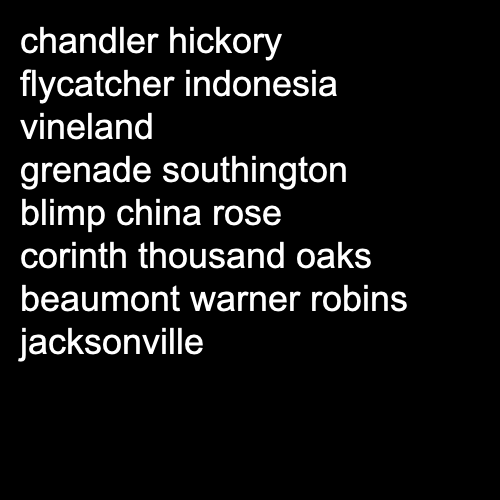 chandler hickory
flycatcher indonesia
vineland
grenade southington
blimp china rose
corinth thousand oaks
beaumont warner robins
jacksonville